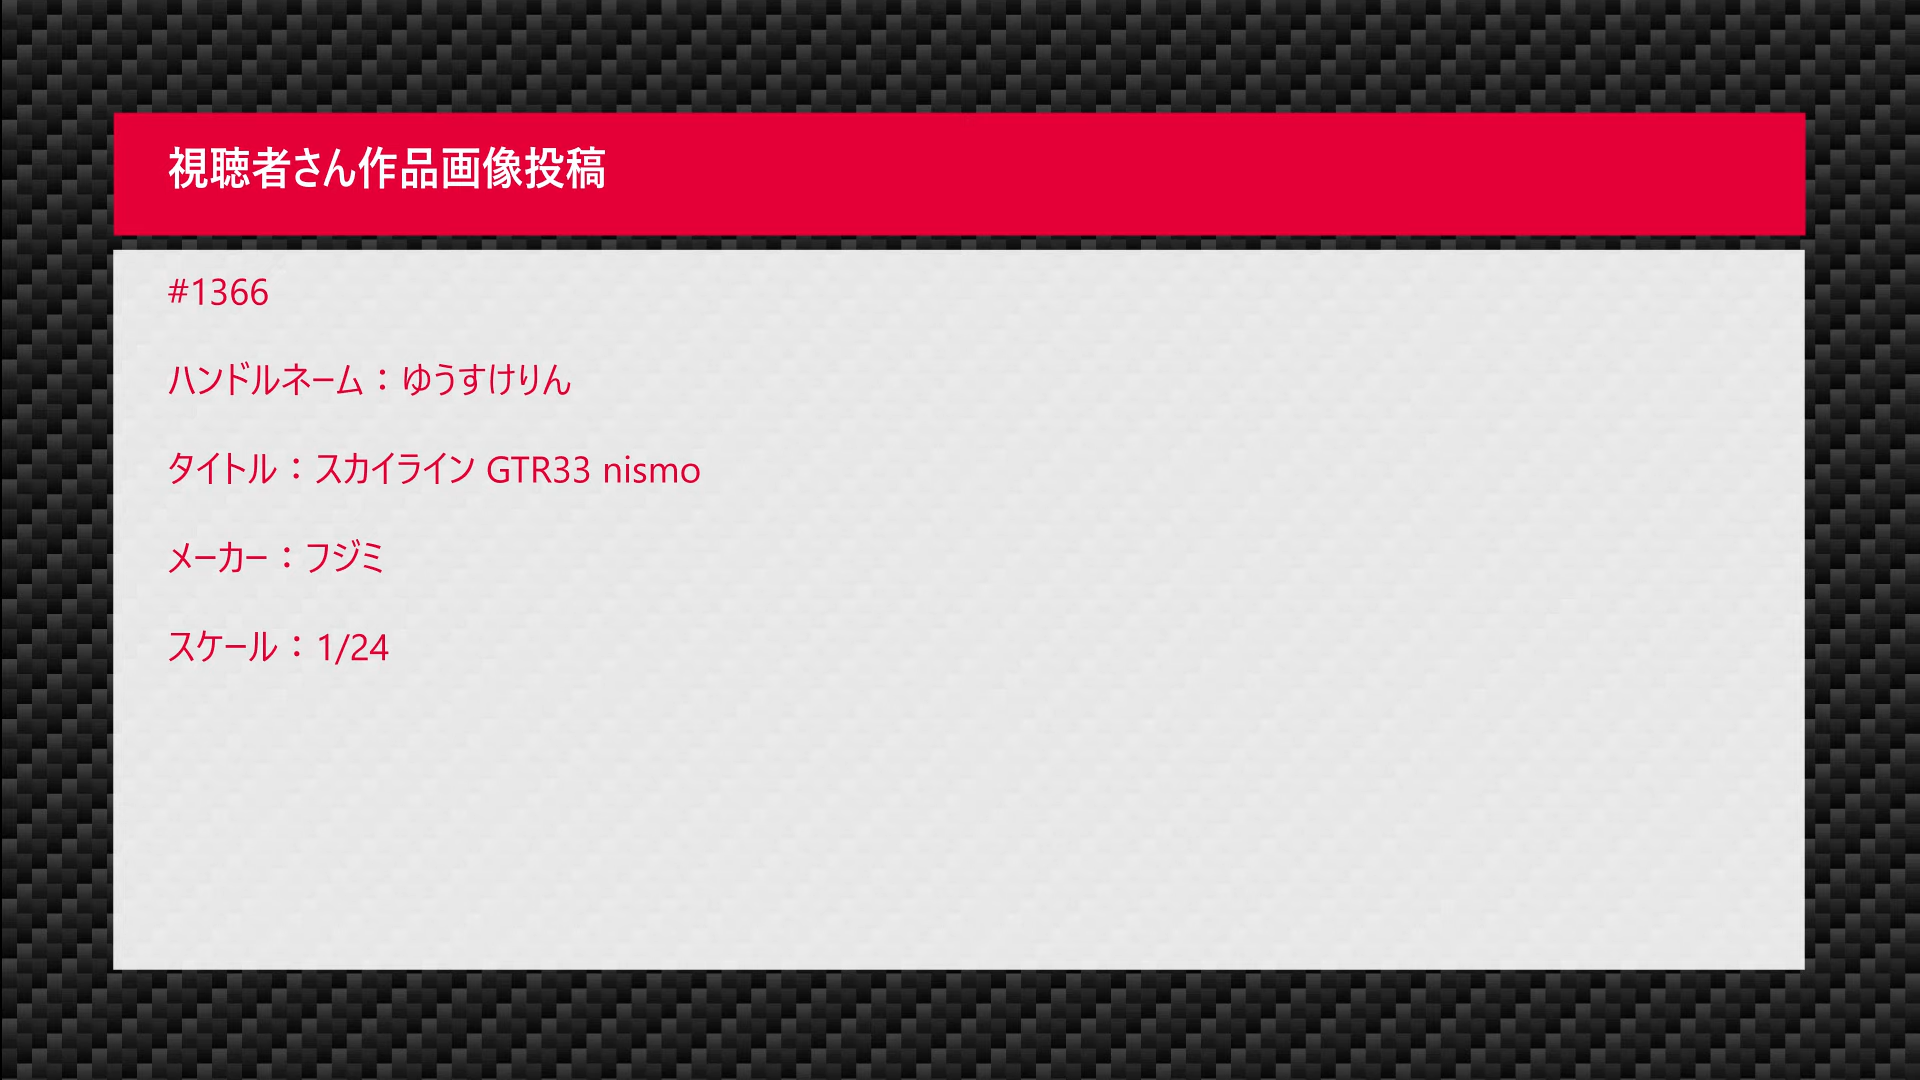 視聴者さん作品画像投稿
#1366
ハンドルネーム：ゆうすけりん
タイトル：スカイライン GTR33 nismo
メーカー：フジミ
スケール：1/24